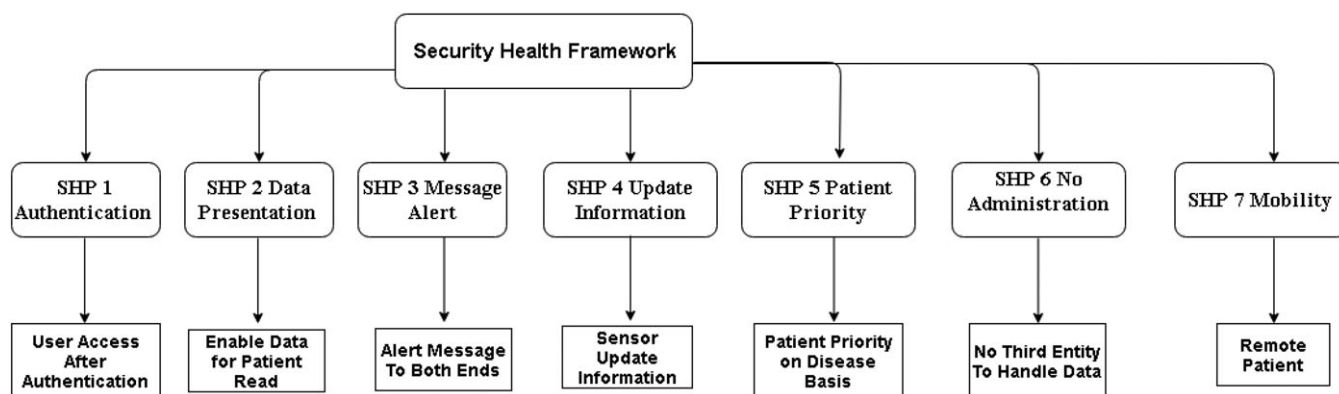 Security Health Framework
SHP 1
Authentication
SHP 2 Data
Presentation
SHP 3 Message
Alert
SHP 4 Update
Information
SHP 5 Patient
Priority
SHP 6 No
Administration
SHP 7 Mobility
User Access
After
Authentication
Enable Data
for Patient
Read
Alert Message
To Both Ends
Sensor
Update
Information
Patient Priority
on Disease
Basis
No Third Entity
To Handle Data
Remote
Patient